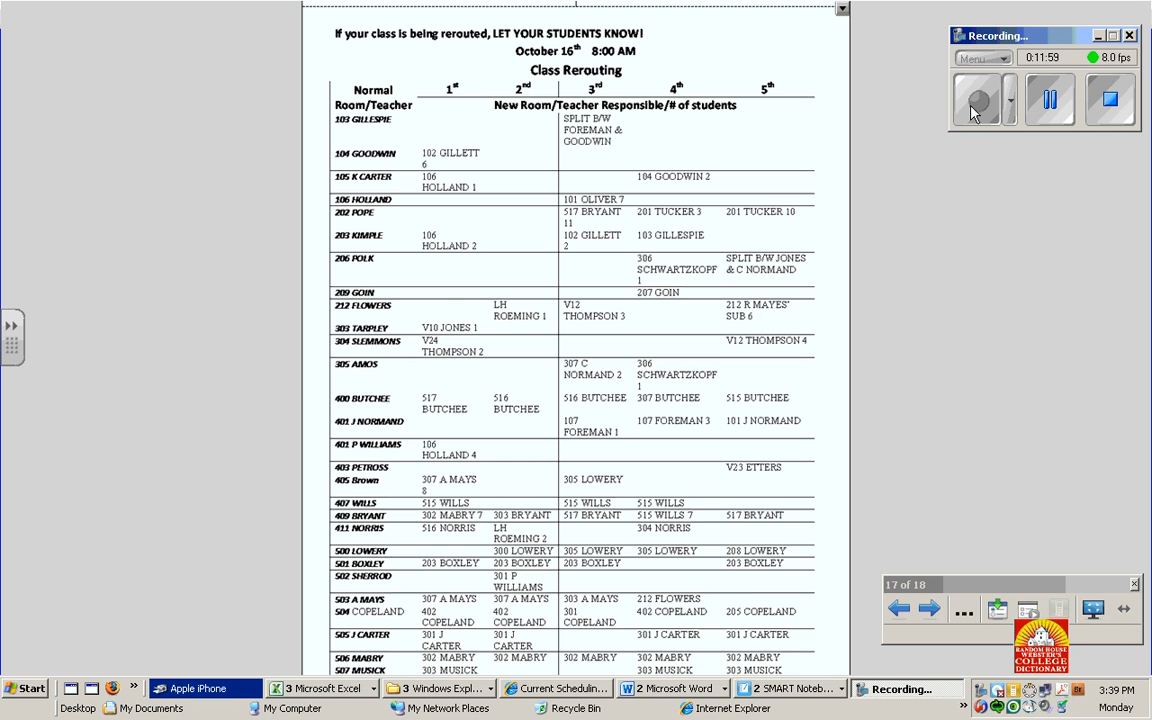 If your class is being rerouted, LET YOUR STUDENTS KNOW!
October 16th 8:00 AM
Class Rerouting
Normal 1st 2nd 3rd 4th 5th
Room/Teacher New Room/Teacher Responsible/# of students
103 GILLESPIE SPLIT B/W
FOREMAN &
GOODWIN
104 GOODWIN 102 GILLETT
6
105 K CARTER 106 104 GOODWIN 2
HOLLAND 1
106 HOLLAND 101 OLIVER 7
202 POPE 517 BRYANT 201 TUCKER 3 201 TUCKER 10
11
203 KIMPLE 106 102 GILLETT 103 GILLESPIE
HOLLAND 2 2
206 POLK 306 SPLIT B/W JONES
SCHWARTZKOPF & C NORMAND
1
209 GOIN 207 GOIN
212 FLOWERS LH V12 212 R MAYES'
ROEMING 1 THOMPSON 3 SUB 6
303 TARPLEY V10 JONES 1
304 SLEMMONS V24 V12 THOMPSON 4
THOMPSON 2
305 AMOS 307 C 306
NORMAND 2 SCHWARTZKOPF
1
400 BUTCHEE 517 516 516 BUTCHEE 307 BUTCHEE 515 BUTCHEE
BUTCHEE BUTCHEE
401 J NORMAND 107 107 FOREMAN 3 101 J NORMAND
FOREMAN 1
401 P WILLIAMS 106
HOLLAND 4
403 PETROSS V23 ETTERS
405 Brown 307 A MAYS 305 LOWERY
8
407 WILLS 515 WILLS 515 WILLS 515 WILLS
409 BRYANT 302 MABRY 7 303 BRYANT 517 BRYANT 515 WILLS 7 517 BRYANT
411 NORRIS 516 NORRIS LH 304 NORRIS
ROEMING 2
500 LOWERY 300 LOWERY 305 LOWERY 305 LOWERY 208 LOWERY
501 BOXLEY 203 BOXLEY 203 BOXLEY 203 BOXLEY 203 BOXLEY
502 SHERROD 301 P
WILLIAMS
503 A MAYS 307 A MAYS 307 A MAYS 303 A MAYS 212 FLOWERS
504 COPELAND 402 402 301 402 COPELAND 205 COPELAND
COPELAND COPELAND COPELAND
505 J CARTER 301 J 301 J 301 J CARTER 301 J CARTER
CARTER CARTER
506 MABRY 302 MABRY 302 MABRY 302 MABRY 302 MABRY 302 MABRY
507 MUSICK 303 MUSICK 303 MUSICK 303 MUSICK
Recording...
Menu 0:11:59 8.0 fps
17 of 18
RANDOM HOUSE
WEBSTER'S
COLLEGE
DICTIONARY
Start Apple iPhone 3 Microsoft Excel 3 Windows Expl... Current Schedulin... 2 Microsoft Word 2 SMART Noteb... Recording... 3:39 PM
Desktop My Documents My Computer My Network Places Recycle Bin Internet Explorer Monday